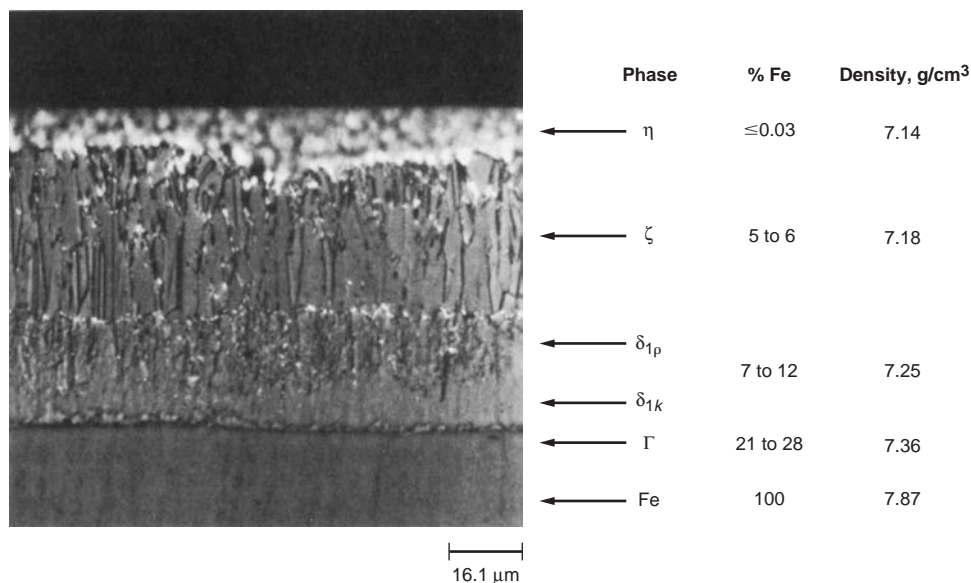 Phase % Fe Density, g/cm3
η ≦0.03 7.14
ζ 5 to 6 7.18
δ1ρ
7 to 12 7.25
δ1k
Γ 21 to 28 7.36
Fe 100 7.87
16.1 μm